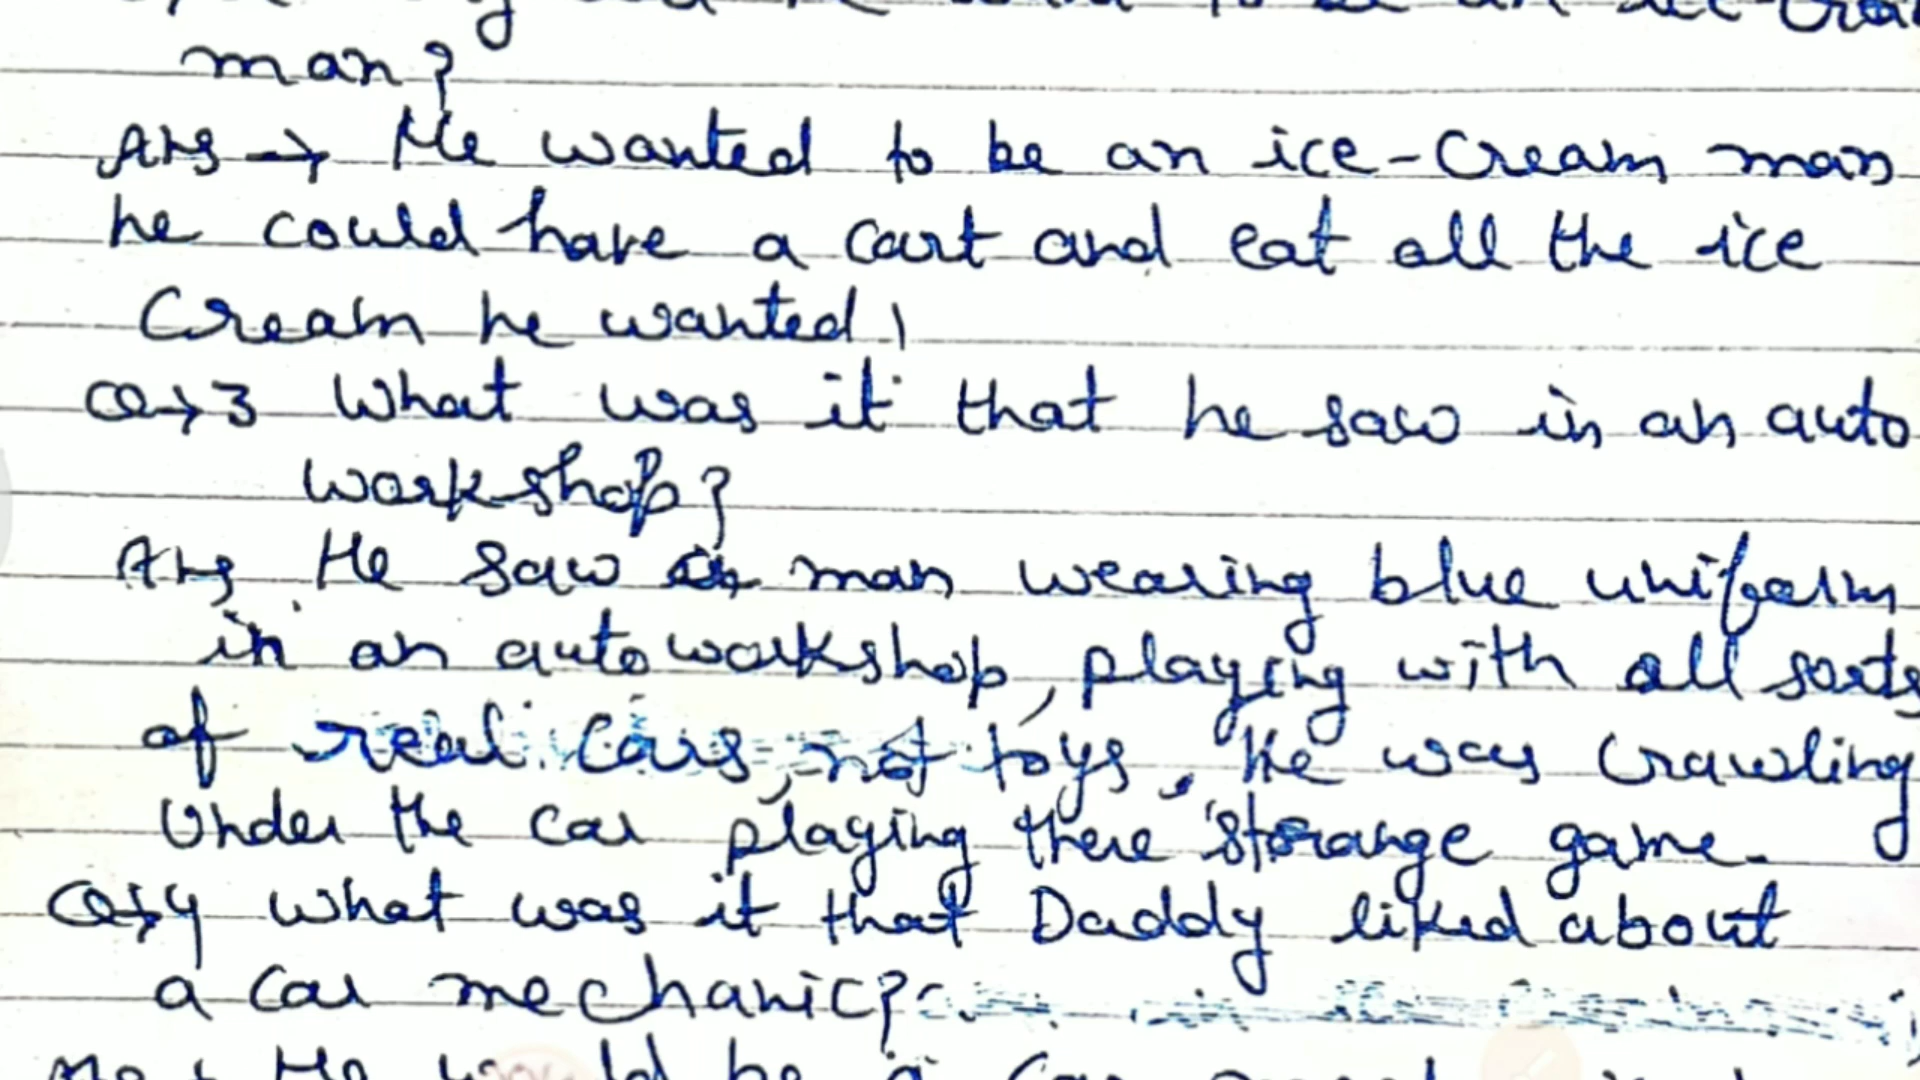 man?
Ans → He wanted to be an ice-Cream man
he could have a cart and eat all the ice
Cream he wanted।
Q→3 What was it that he saw in an auto
workshop?
Ans He saw a man wearing blue uniform
in an auto workshop, playing with all sorts
of real cars, not toys, He was crawling
Under the car playing there strange game.
Q→4 what was it that Daddy liked about
a car mechanic?
be a